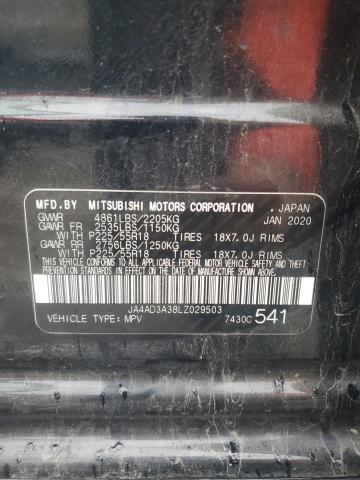 MFD.BY MITSUBISHI MOTORS CORPORATION . JAPAN
GVWR 4861LBS/2205KG JAN 2020
GAWR FR 2535LBS/1150KG
WITH P225/55R18 TIRES 18X7.0J RIMS
GAWR RR 2756LBS/1250KG
WITH P225/55R18 TIRES 18X7.0J RIMS
THIS VEHICLE CONFORMS TO ALL APPLICABLE FEDERAL MOTOR VEHICLE SAFETY STANDARDS IN EFFECT ON THE DATE OF MANUFACTURE SHOWN ABOVE.
JA4AD3A38LZ029503
VEHICLE TYPE: MPV 7430C 541